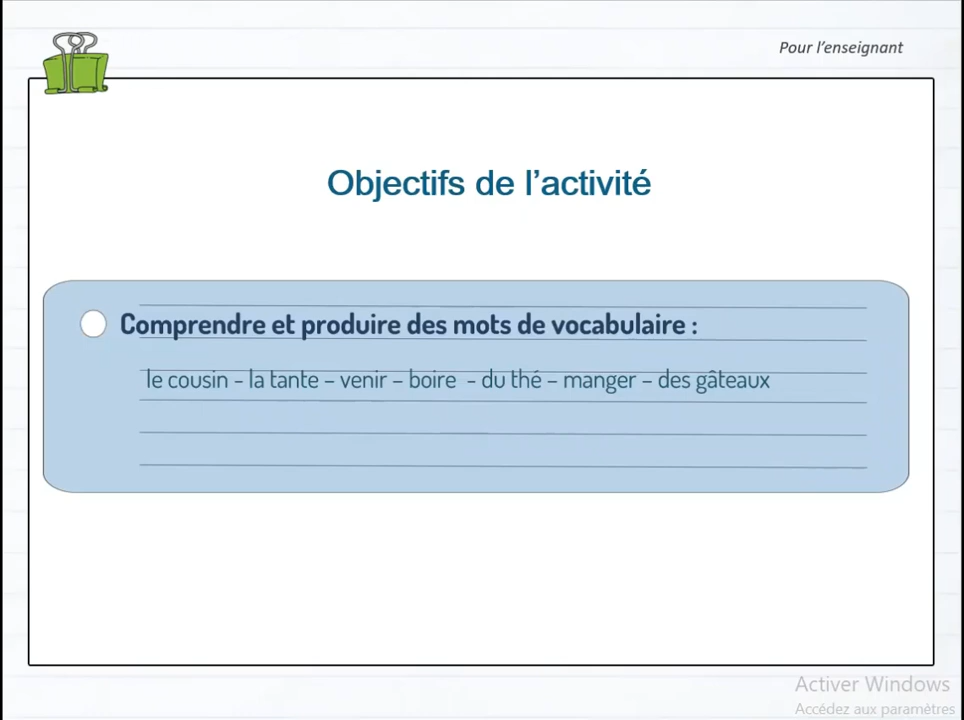 Pour l'enseignant
Objectifs de l'activité
Comprendre et produire des mots de vocabulaire :
le cousin - la tante – venir – boire - du thé – manger – des gâteaux
Activer Windows
Accédez aux paramètres